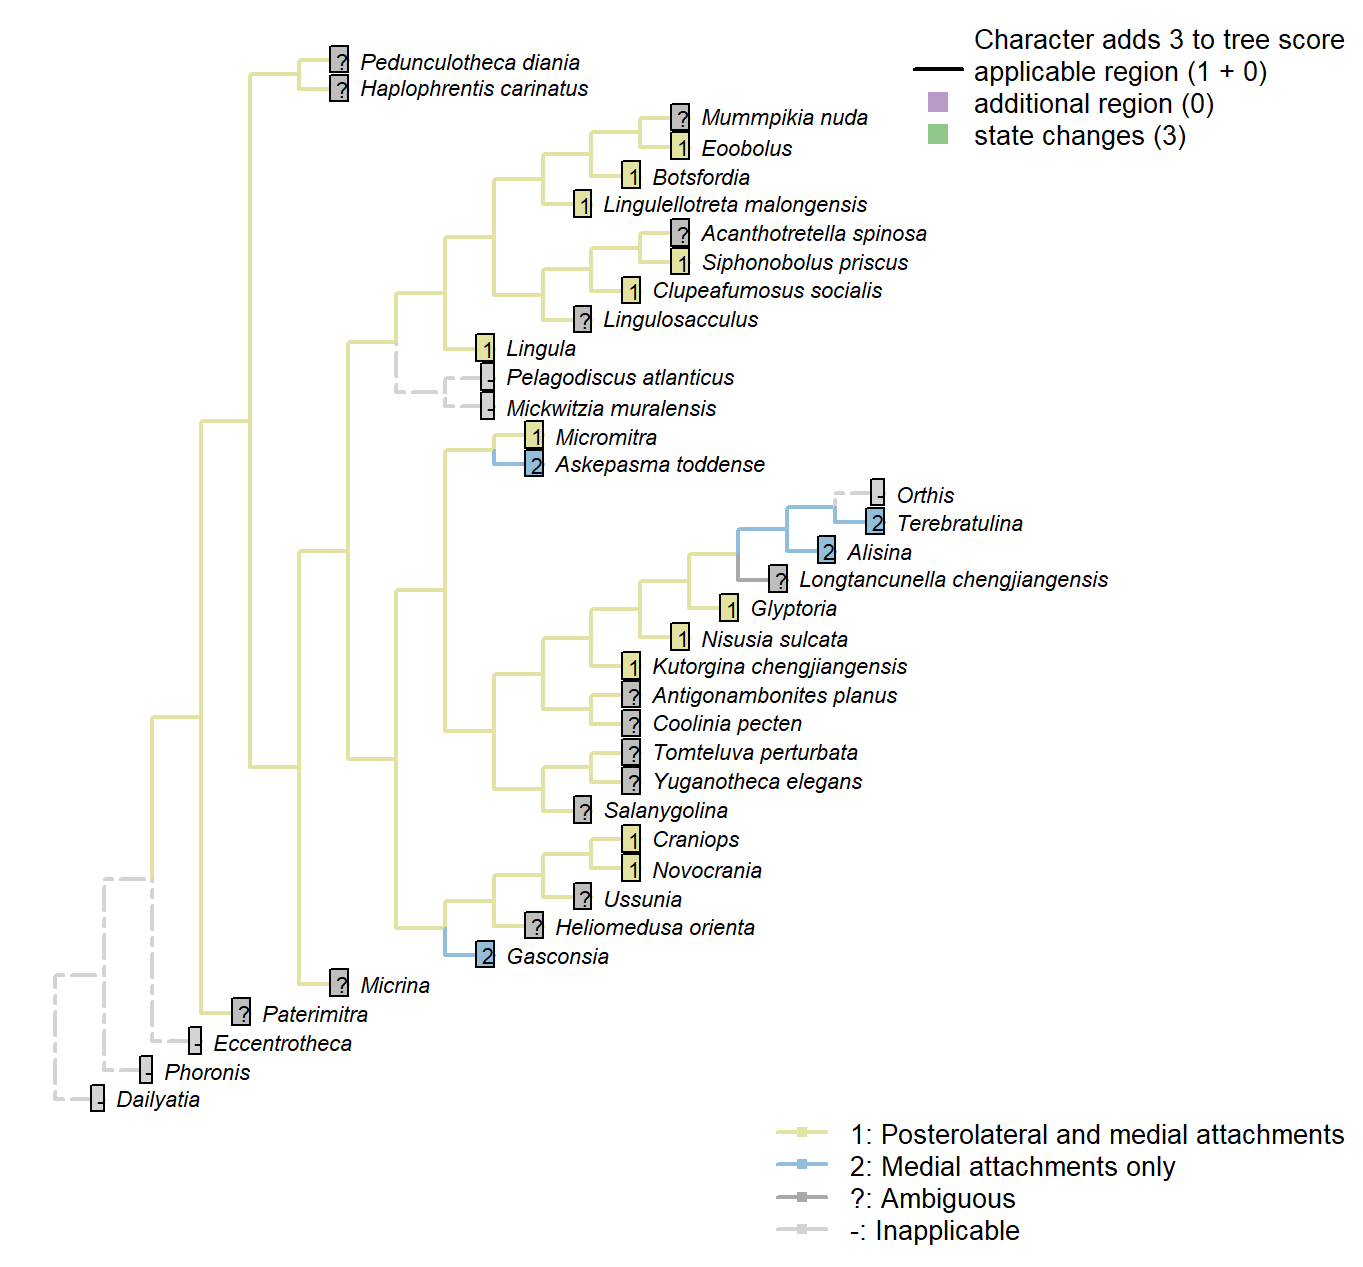 Character adds 3 to tree score
applicable region (1 + 0)
additional region (0)
state changes (3)
? Pedunculotheca diania
? Haplophrentis carinatus
? Mummpikia nuda
1 Eoobolus
1 Botsfordia
1 Lingulellotreta malongensis
? Acanthotretella spinosa
1 Siphonobolus priscus
1 Clupeafumosus socialis
? Lingulosacculus
1 Lingula
- Pelagodiscus atlanticus
- Mickwitzia muralensis
1 Micromitra
2 Askepasma toddense
- Orthis
2 Terebratulina
2 Alisina
? Longtancunella chengjiangensis
1 Glyptoria
1 Nisusia sulcata
1 Kutorgina chengjiangensis
? Antigonambonites planus
? Coolinia pecten
? Tomteluva perturbata
? Yuganotheca elegans
? Salanygolina
1 Craniops
1 Novocrania
? Ussunia
? Heliomedusa orienta
2 Gasconsia
? Micrina
? Paterimitra
- Eccentrotheca
- Phoronis
- Dailyatia
1: Posterolateral and medial attachments
2: Medial attachments only
?: Ambiguous
-: Inapplicable